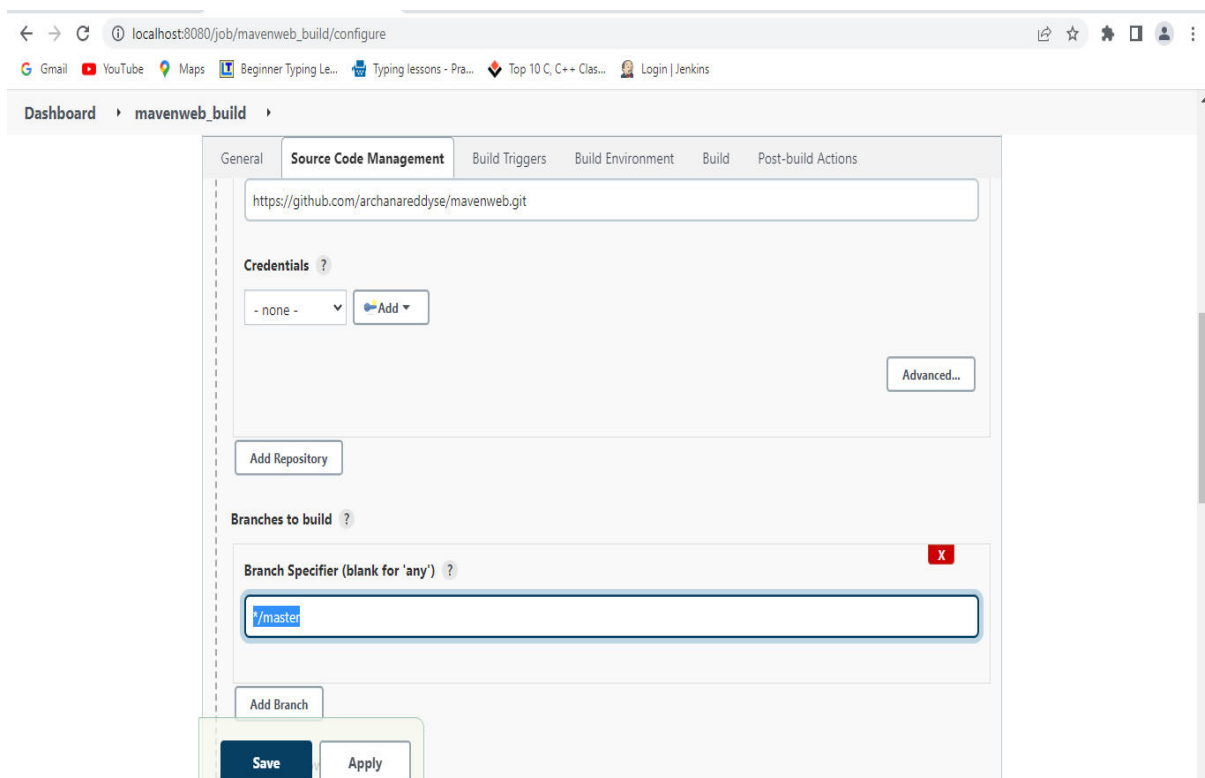 localhost:8080/job/mavenweb_build/configure
Gmail YouTube Maps Beginner Typing Le... Typing lessons - Pra... Top 10 C, C++ Clas... Login | Jenkins
Dashboard mavenweb_build
General Source Code Management Build Triggers Build Environment Build Post-build Actions
https://github.com/archanareddyse/mavenweb.git
Credentials ?
- none - Add
Advanced...
Add Repository
Branches to build ?
X
Branch Specifier (blank for 'any') ?
*/master
Add Branch
Save Apply